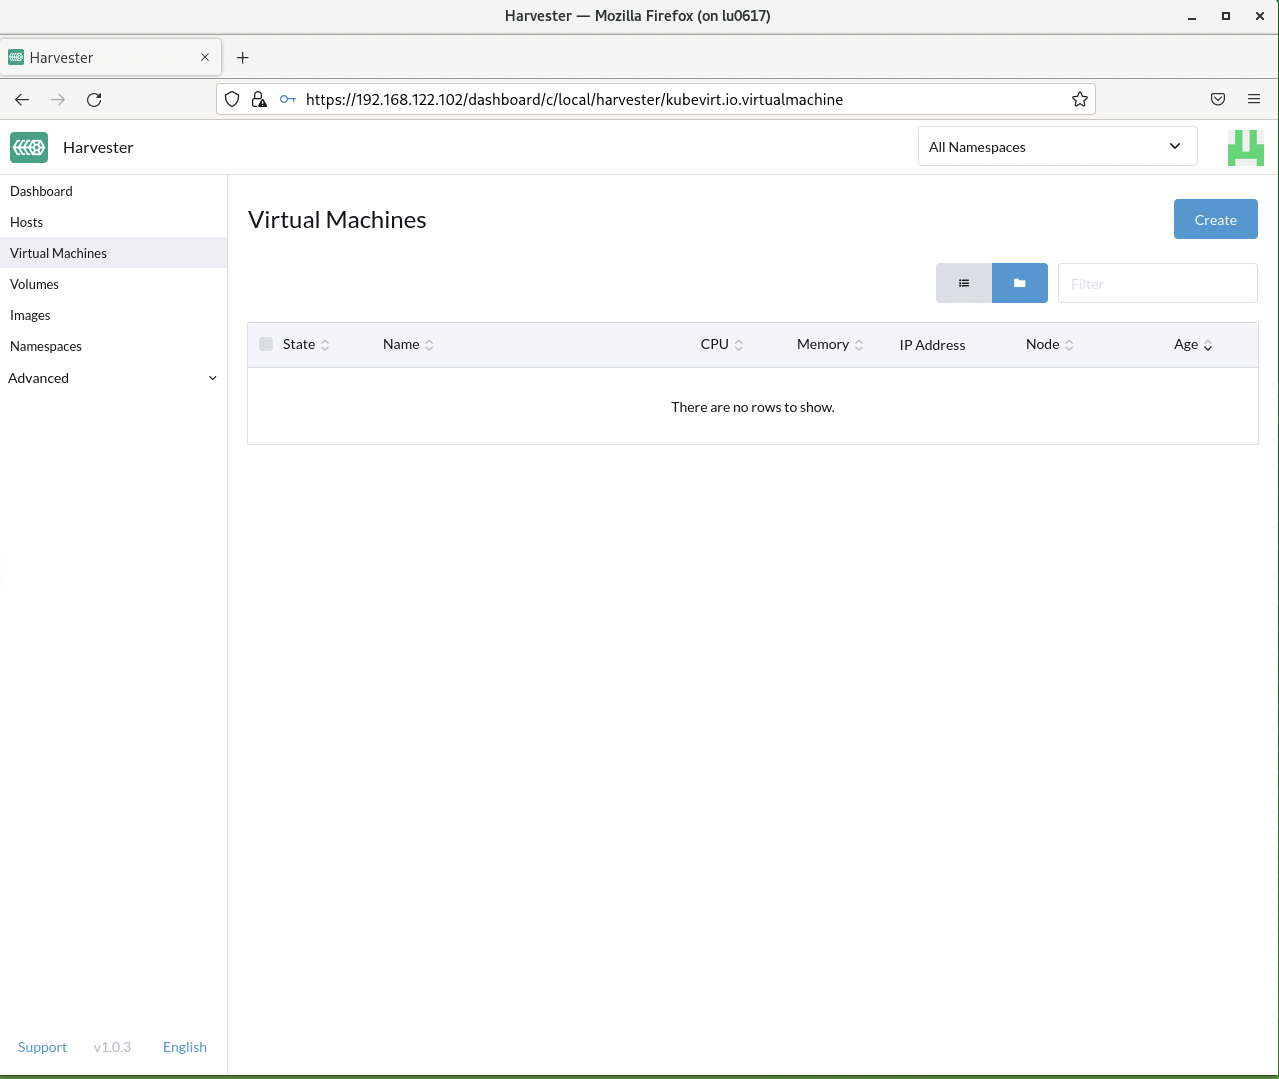 Harvester — Mozilla Firefox (on lu0617)
Harvester
https://192.168.122.102/dashboard/c/local/harvester/kubevirt.io.virtualmachine
Harvester
All Namespaces
Dashboard
Hosts
Virtual Machines
Volumes
Images
Namespaces
Advanced
Virtual Machines
Create
Filter
State Name CPU Memory IP Address Node Age
There are no rows to show.
Support v1.0.3 English